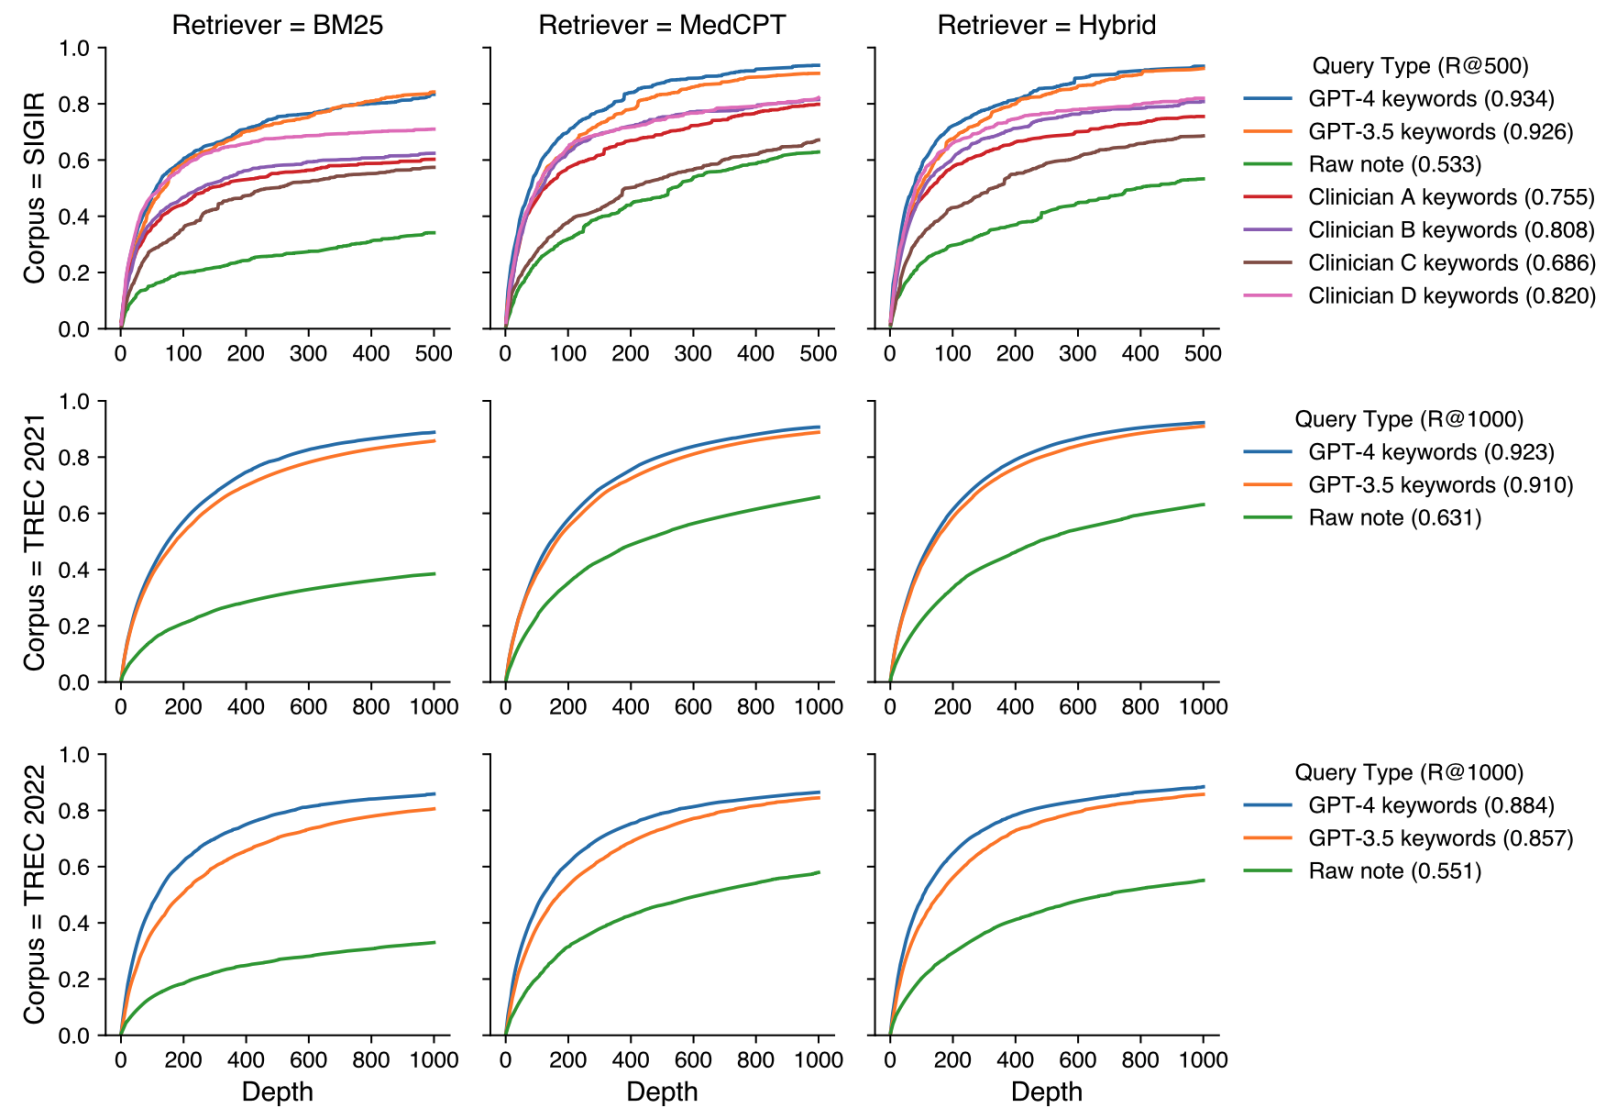 Retriever = BM25
Retriever = MedCPT
Retriever = Hybrid
Corpus = SIGIR
1.0
0.8
0.6
0.4
0.2
0.0
0 100 200 300 400 500
0 100 200 300 400 500
0 100 200 300 400 500
Query Type (R@500)
GPT-4 keywords (0.934)
GPT-3.5 keywords (0.926)
Raw note (0.533)
Clinician A keywords (0.755)
Clinician B keywords (0.808)
Clinician C keywords (0.686)
Clinician D keywords (0.820)
Corpus = TREC 2021
1.0
0.8
0.6
0.4
0.2
0.0
0 200 400 600 800 1000
0 200 400 600 800 1000
0 200 400 600 800 1000
Query Type (R@1000)
GPT-4 keywords (0.923)
GPT-3.5 keywords (0.910)
Raw note (0.631)
Corpus = TREC 2022
1.0
0.8
0.6
0.4
0.2
0.0
0 200 400 600 800 1000
0 200 400 600 800 1000
0 200 400 600 800 1000
Depth
Depth
Depth
Query Type (R@1000)
GPT-4 keywords (0.884)
GPT-3.5 keywords (0.857)
Raw note (0.551)